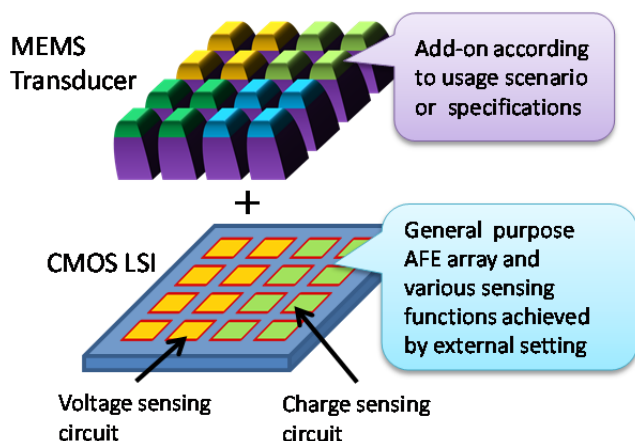 MEMS
Transducer
Add-on according
to usage scenario
or specifications
+
CMOS LSI
General purpose
AFE array and
various sensing
functions achieved
by external setting
Voltage sensing
circuit
Charge sensing
circuit